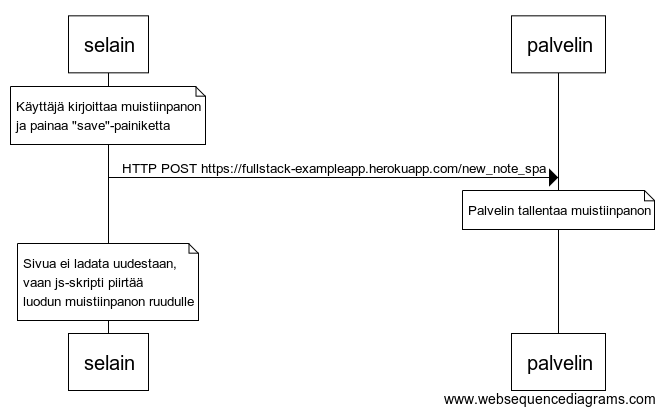 selain
palvelin
Käyttäjä kirjoittaa muistiinpanon
ja painaa "save"-painiketta
HTTP POST https://fullstack-exampleapp.herokuapp.com/new_note_spa
Palvelin tallentaa muistiinpanon
Sivua ei ladata uudestaan,
vaan js-skripti piirtää
luodun muistiinpanon ruudulle
selain
palvelin
www.websequencediagrams.com